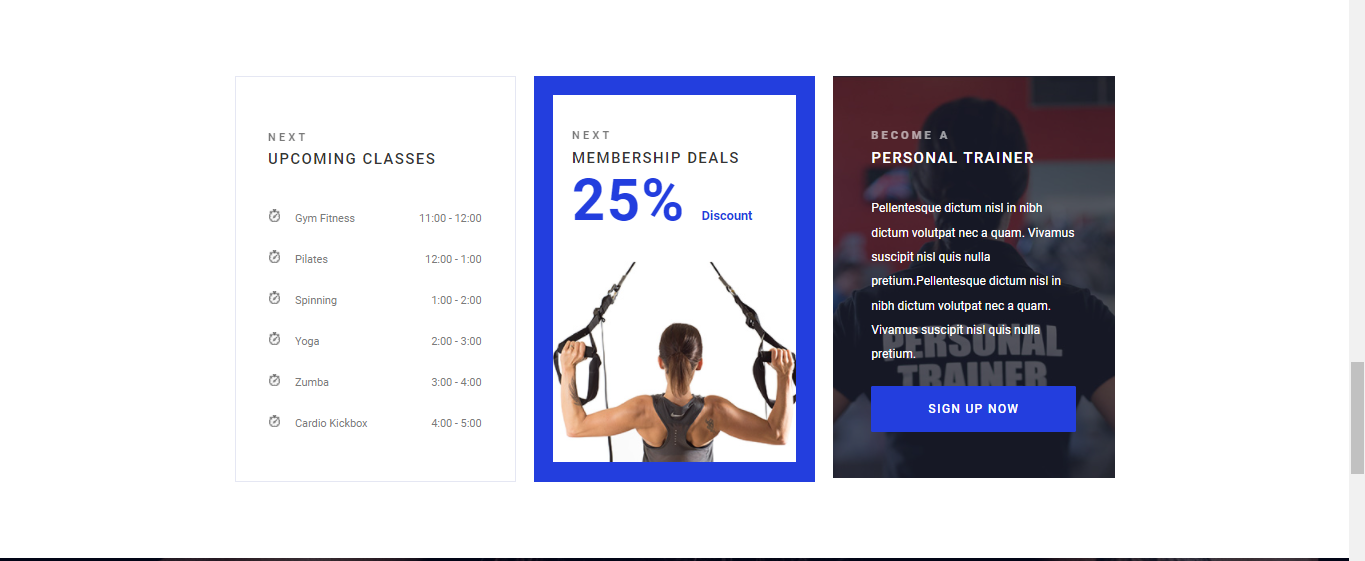 NEXT
UPCOMING CLASSES
Gym Fitness 11:00 - 12:00
Pilates 12:00 - 1:00
Spinning 1:00 - 2:00
Yoga 2:00 - 3:00
Zumba 3:00 - 4:00
Cardio Kickbox 4:00 - 5:00
NEXT
MEMBERSHIP DEALS
25% Discount
BECOME A
PERSONAL TRAINER
Pellentesque dictum nisl in nibh
dictum volutpat nec a quam. Vivamus
suscipit nisl quis nulla
pretium.Pellentesque dictum nisl in
nibh dictum volutpat nec a quam.
Vivamus suscipit nisl quis nulla
pretium.
PERSONAL
TRAINER
SIGN UP NOW